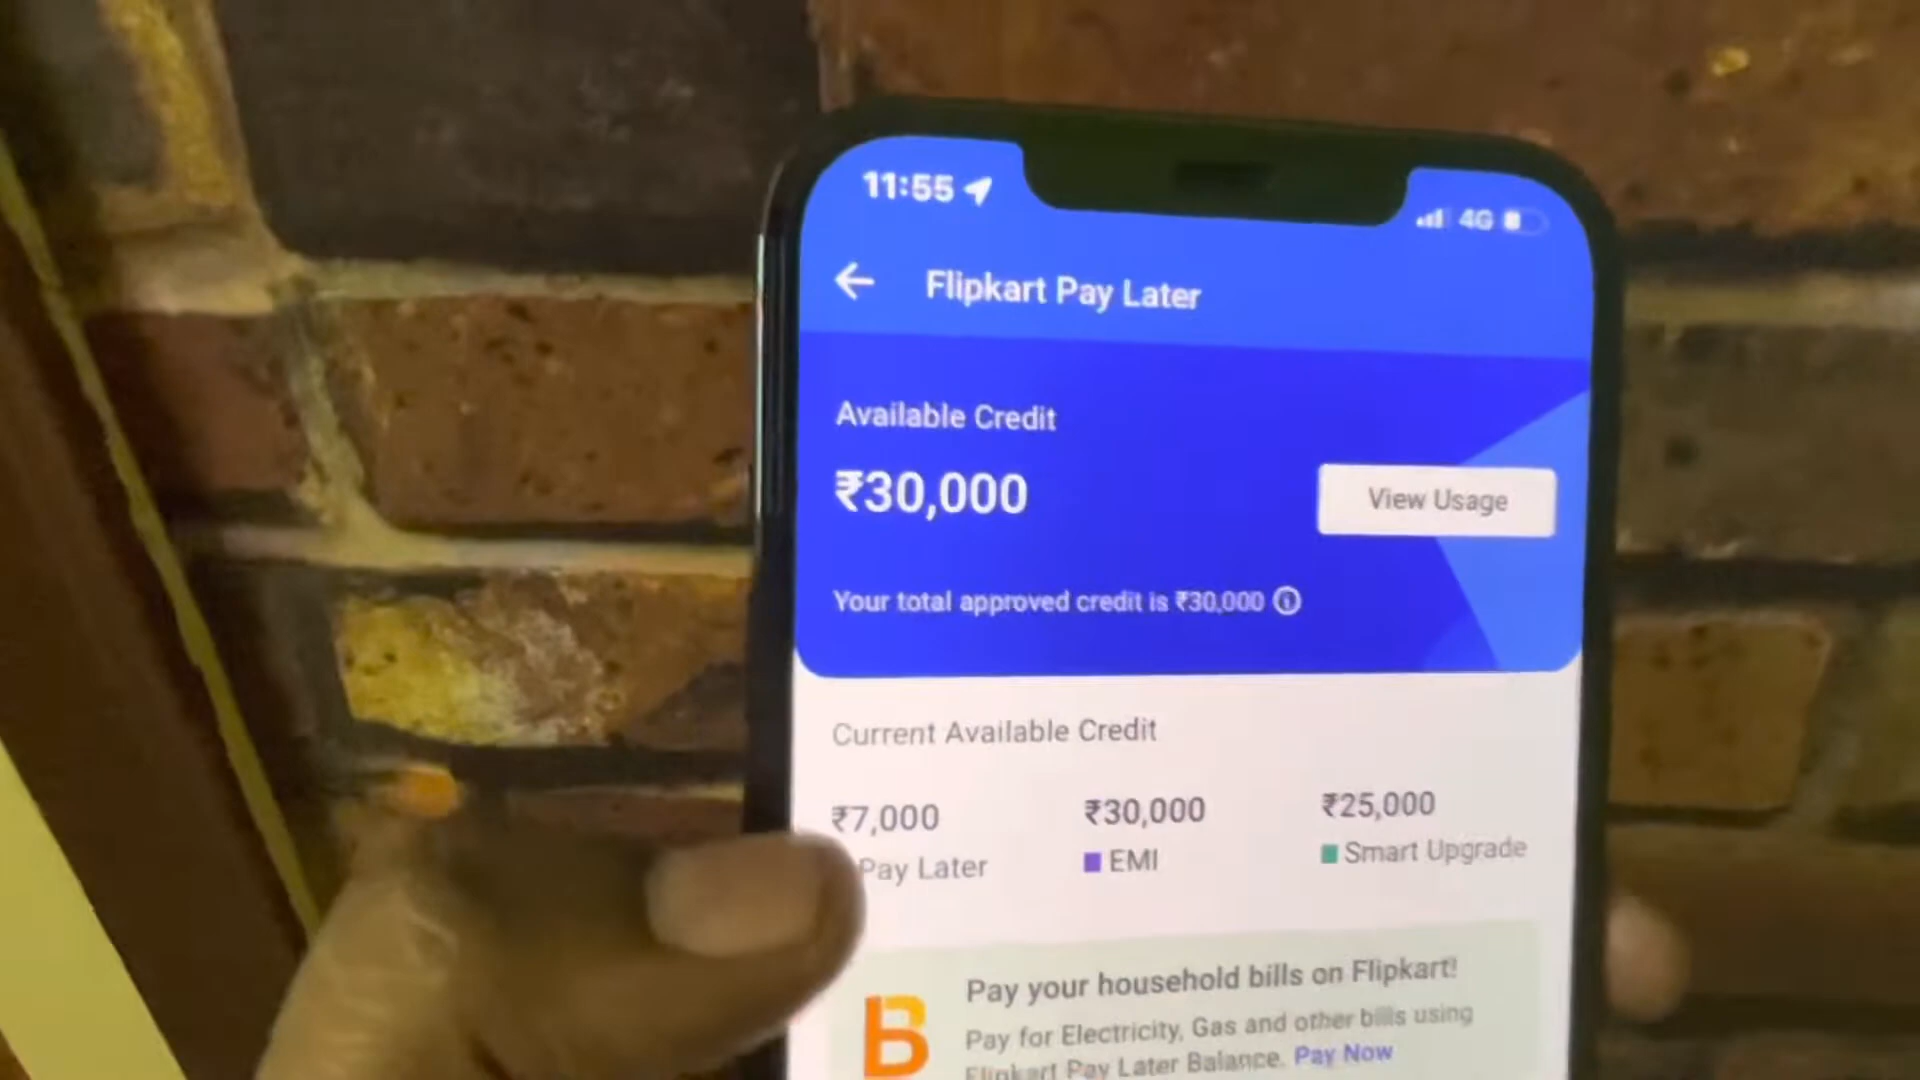 11:55
4G
Flipkart Pay Later
Available Credit
₹30,000
View Usage
Your total approved credit is ₹30,000
Current Available Credit
₹7,000 ₹30,000 ₹25,000
Pay Later EMI Smart Upgrade
Pay your household bills on Flipkart!
Pay for Electricity, Gas and other bills using
Flipkart Pay Later Balance. Pay Now
B